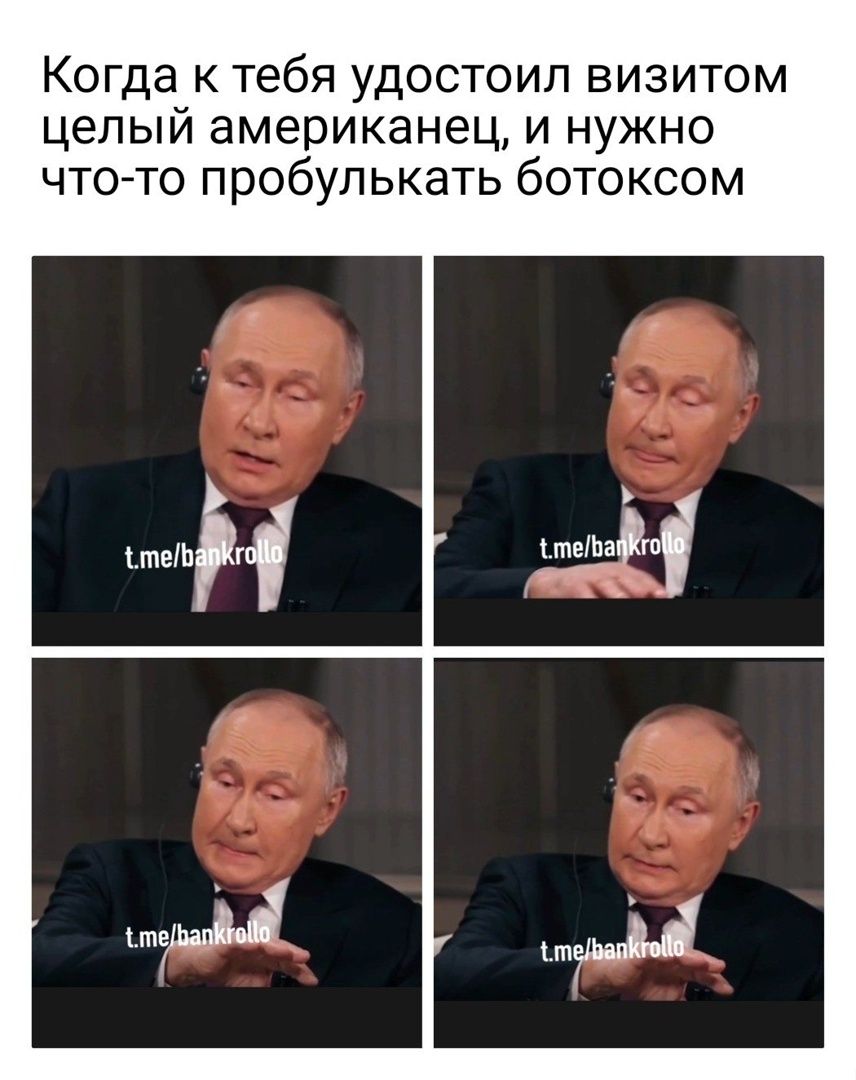 Когда к тебя удостоил визитом
целый американец, и нужно
что-то пробулькать ботоксом
t.me/bankrollo
t.me/bankrollo
t.me/bankrollo
t.me/bankrollo